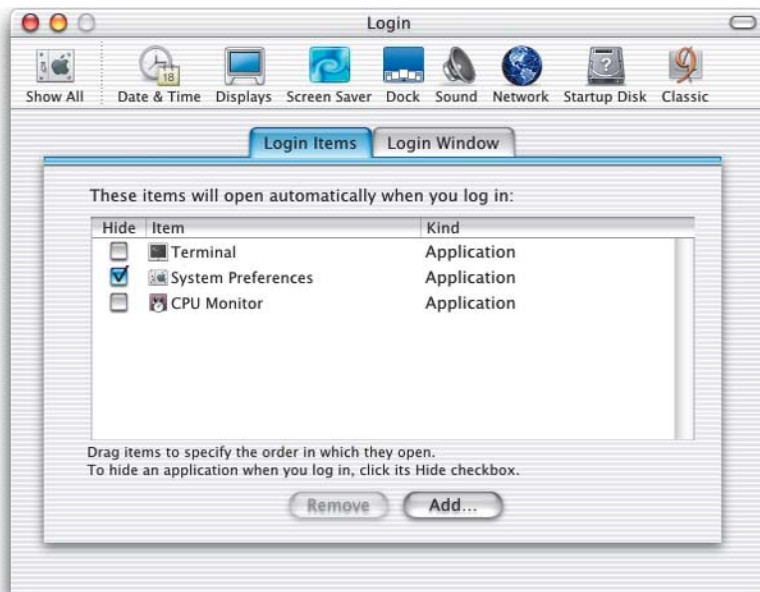 Login
Show All Date & Time Displays Screen Saver Dock Sound Network Startup Disk Classic
Login Items Login Window
These items will open automatically when you log in:
Hide Item Kind
Terminal Application
System Preferences Application
CPU Monitor Application
Drag items to specify the order in which they open.
To hide an application when you log in, click its Hide checkbox.
Remove Add...